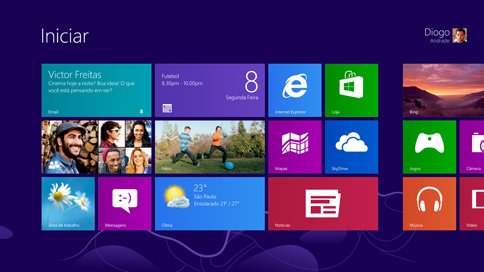 Iniciar
Diogo
Andrade
Victor Freitas
Cinema hoje a noite? Boa ideia! O que
você está pensando em ver?
Email
8
Futebol
8.30pm - 10.00pm
8
Segunda Feira
Internet Explorer
Loja
Bing
Fotos
Mapas
SkyDrive
Jogos
Câmera
Área de trabalho
Mensagens
23°
São Paulo
Ensolarado 21° / 27°
Clima
Notícias
Música
Vídeo